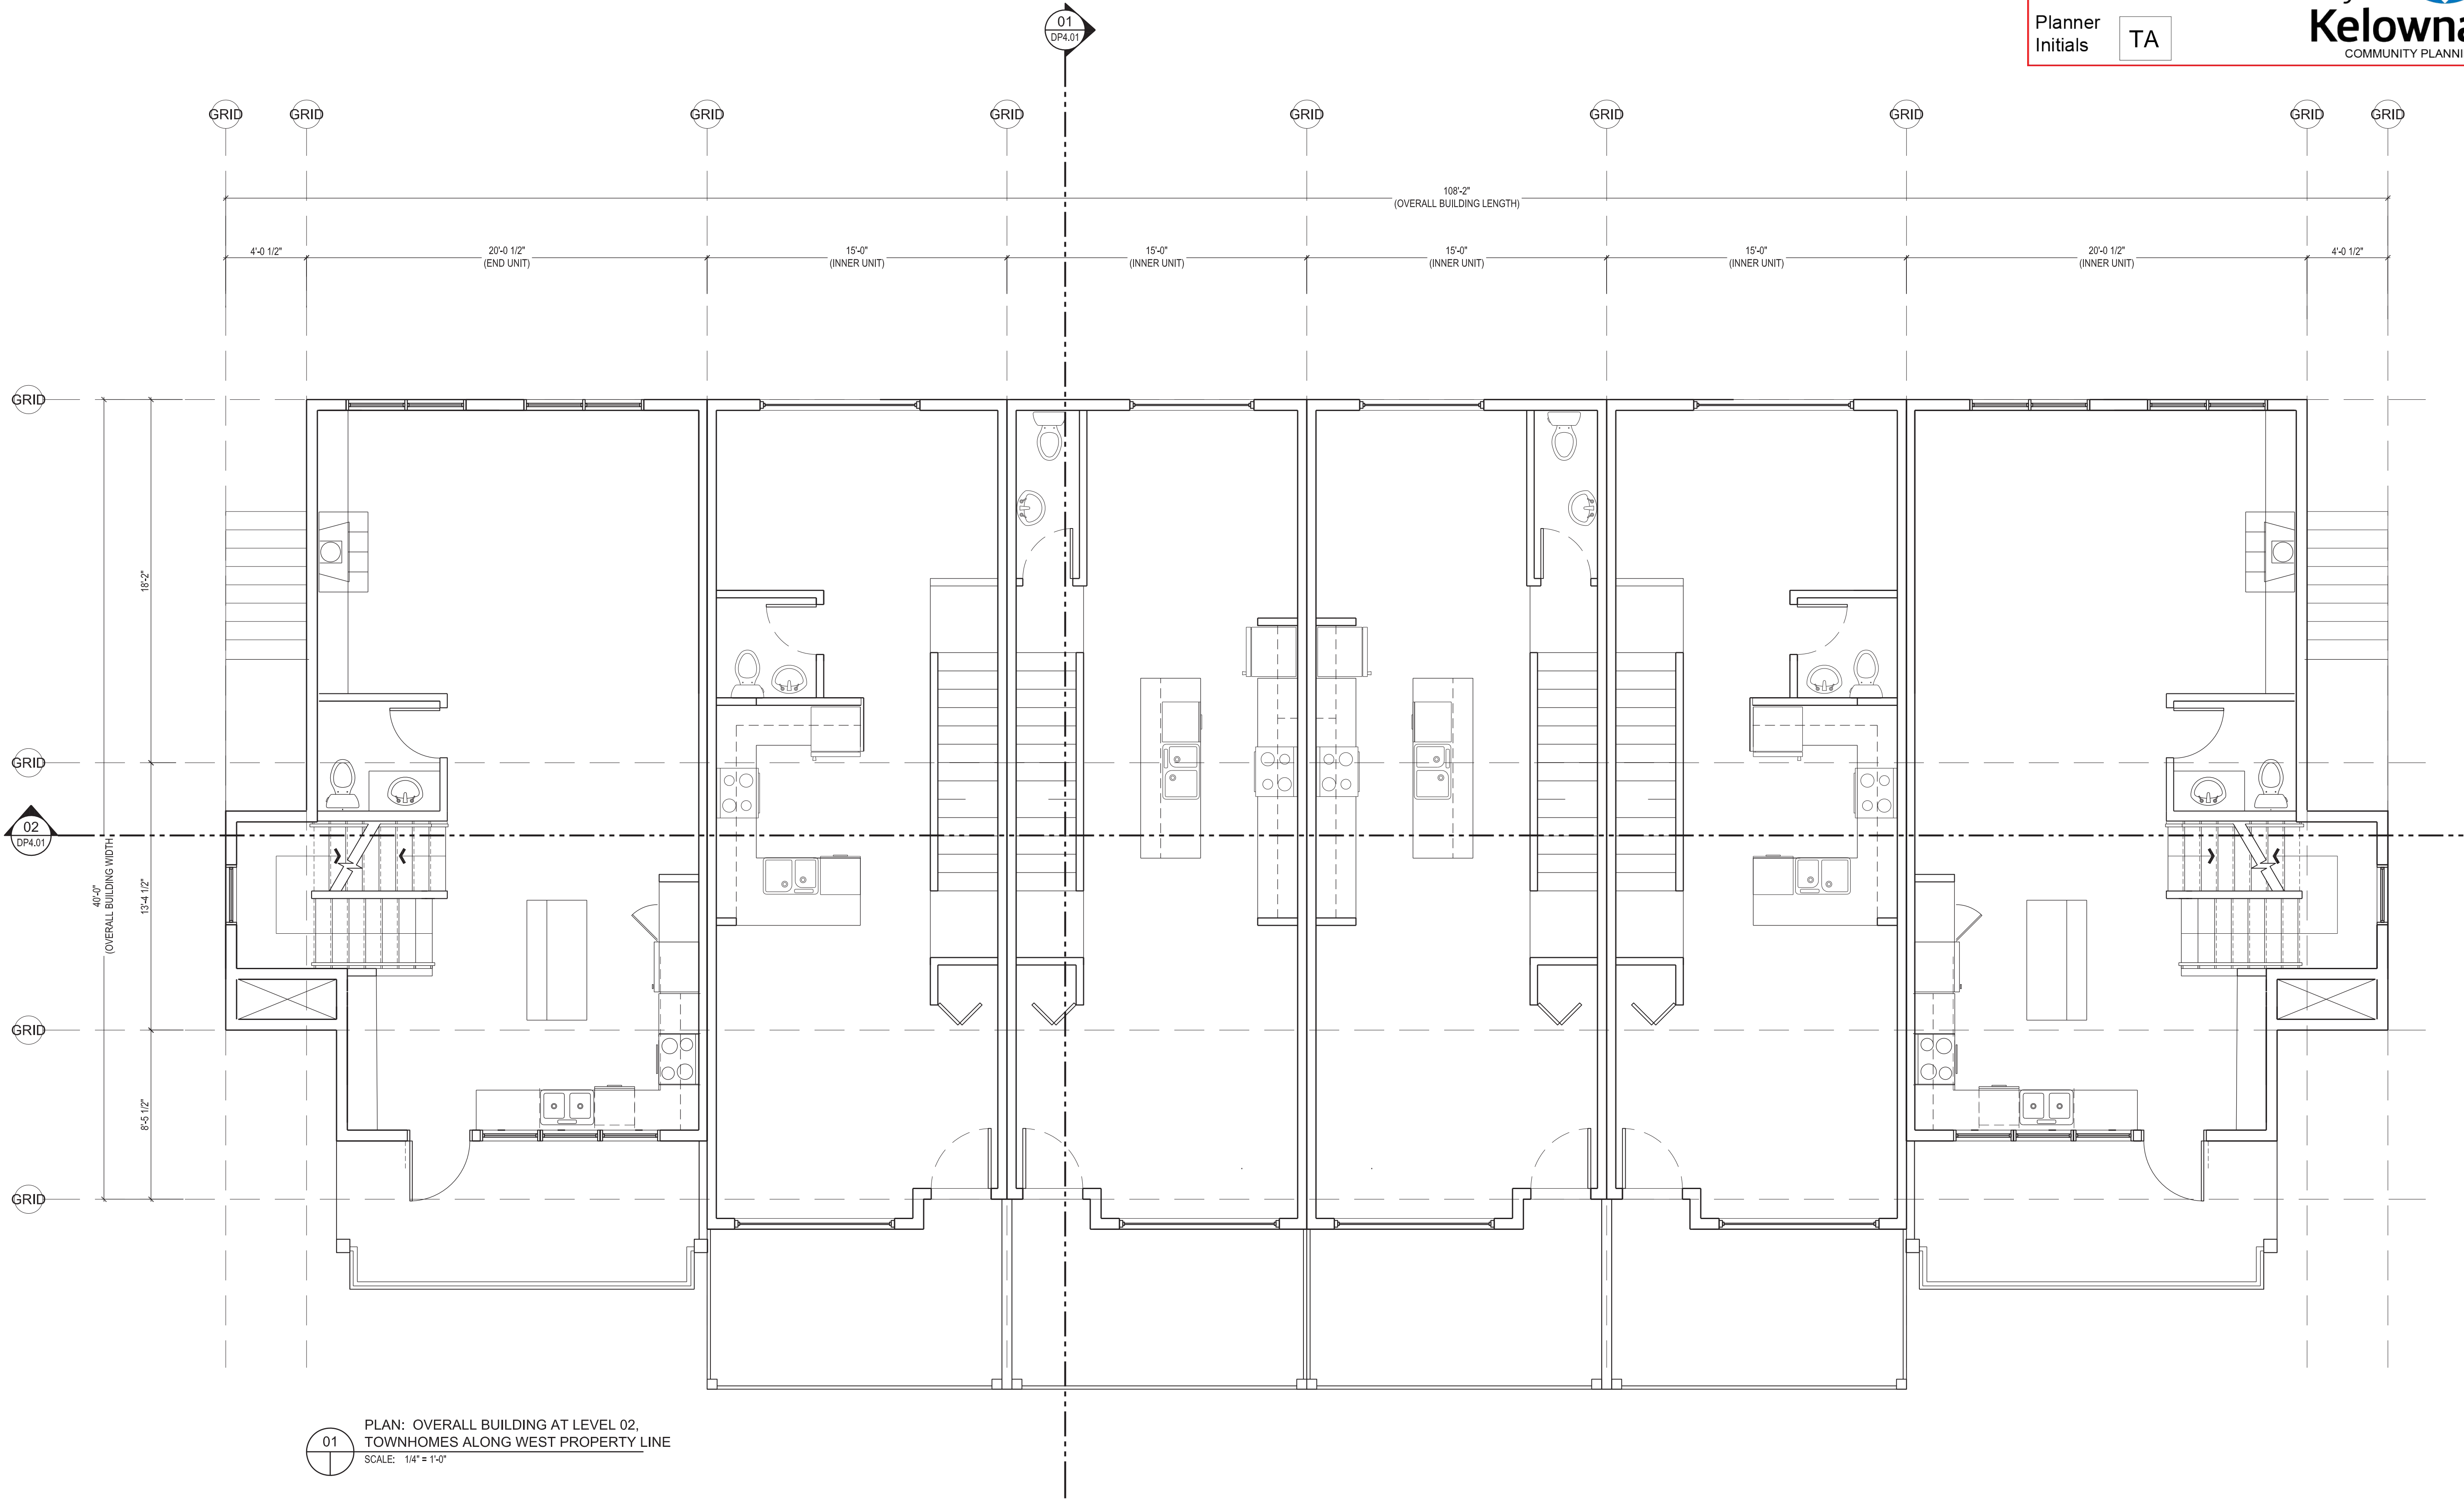 01
DP4.01
Planner
Initials
TA
Kelowna
COMMUNITY PLANNI
GRID GRID GRID GRID GRID GRID GRID GRID GRID
108'-2"
(OVERALL BUILDING LENGTH)
4'-0 1/2" 20'-0 1/2" 15'-0" 15'-0" 15'-0" 15'-0" 20'-0 1/2" 4'-0 1/2"
(END UNIT) (INNER UNIT) (INNER UNIT) (INNER UNIT) (INNER UNIT) (INNER UNIT)
GRID
18'-2"
GRID
02
DP4.01
40'-0"
(OVERALL BUILDING WIDTH)
13'-4 1/2"
GRID
8'-5 1/2"
GRID
01
PLAN: OVERALL BUILDING AT LEVEL 02,
TOWNHOMES ALONG WEST PROPERTY LINE
SCALE: 1/4" = 1'-0"